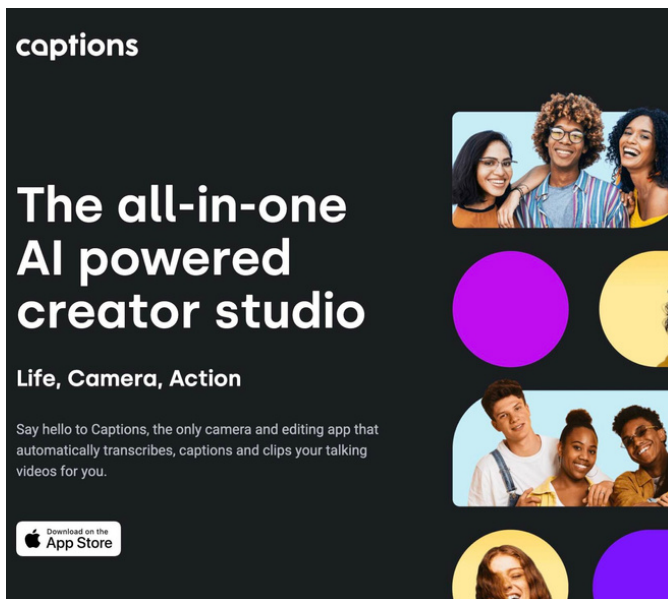 captions
The all-in-one
AI powered
creator studio
Life, Camera, Action
Say hello to Captions, the only camera and editing app that
automatically transcribes, captions and clips your talking
videos for you.
Download on the
App Store